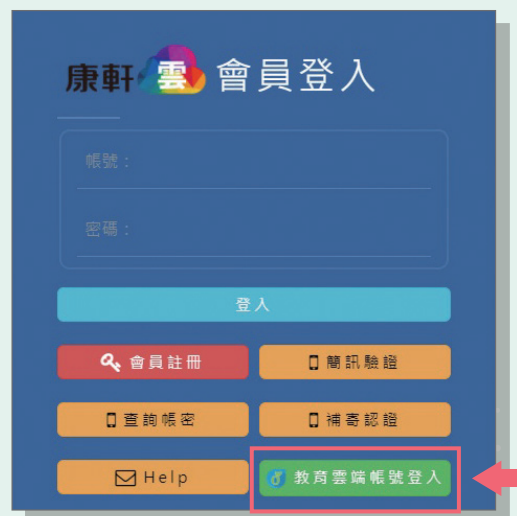 康軒雲 會員登入
帳號：
密碼：
登入
會員註冊
簡訊驗證
查詢帳密
補寄認證
Help
教育雲端帳號登入